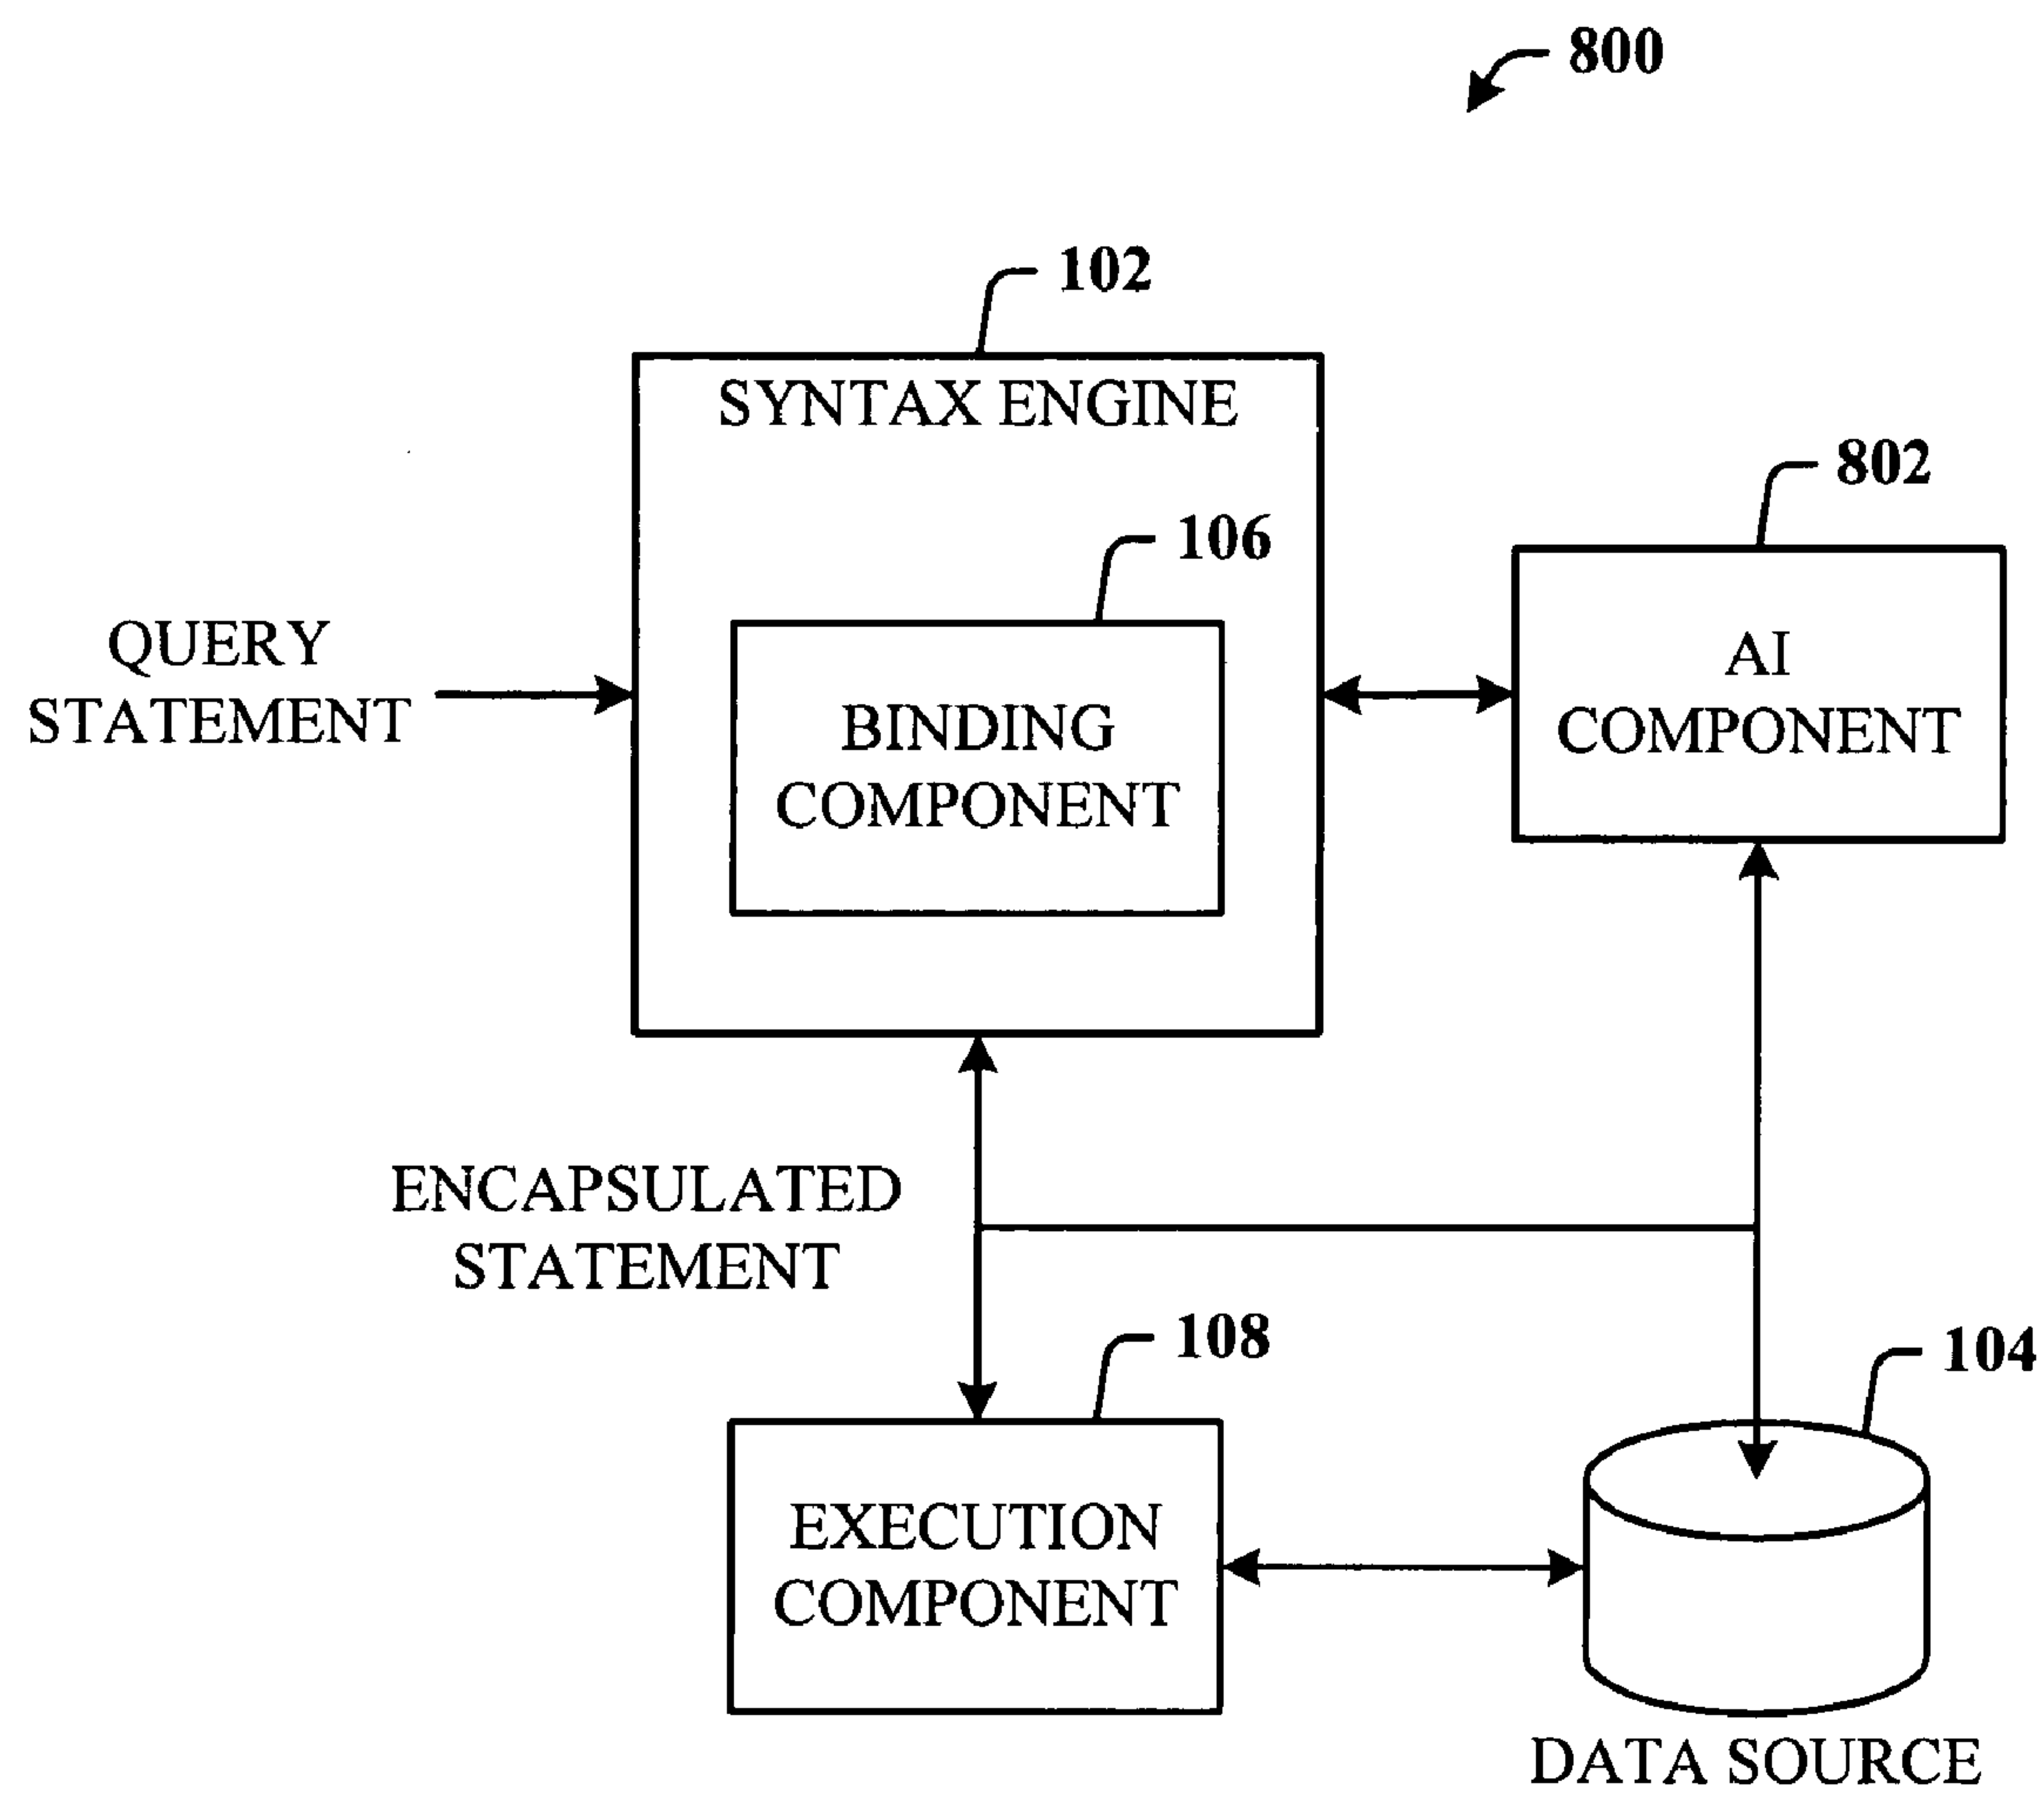 800
102
SYNTAX ENGINE
802
106
QUERY
STATEMENT
BINDING
COMPONENT
AI
COMPONENT
ENCAPSULATED
STATEMENT
108
104
EXECUTION
COMPONENT
DATA SOURCE